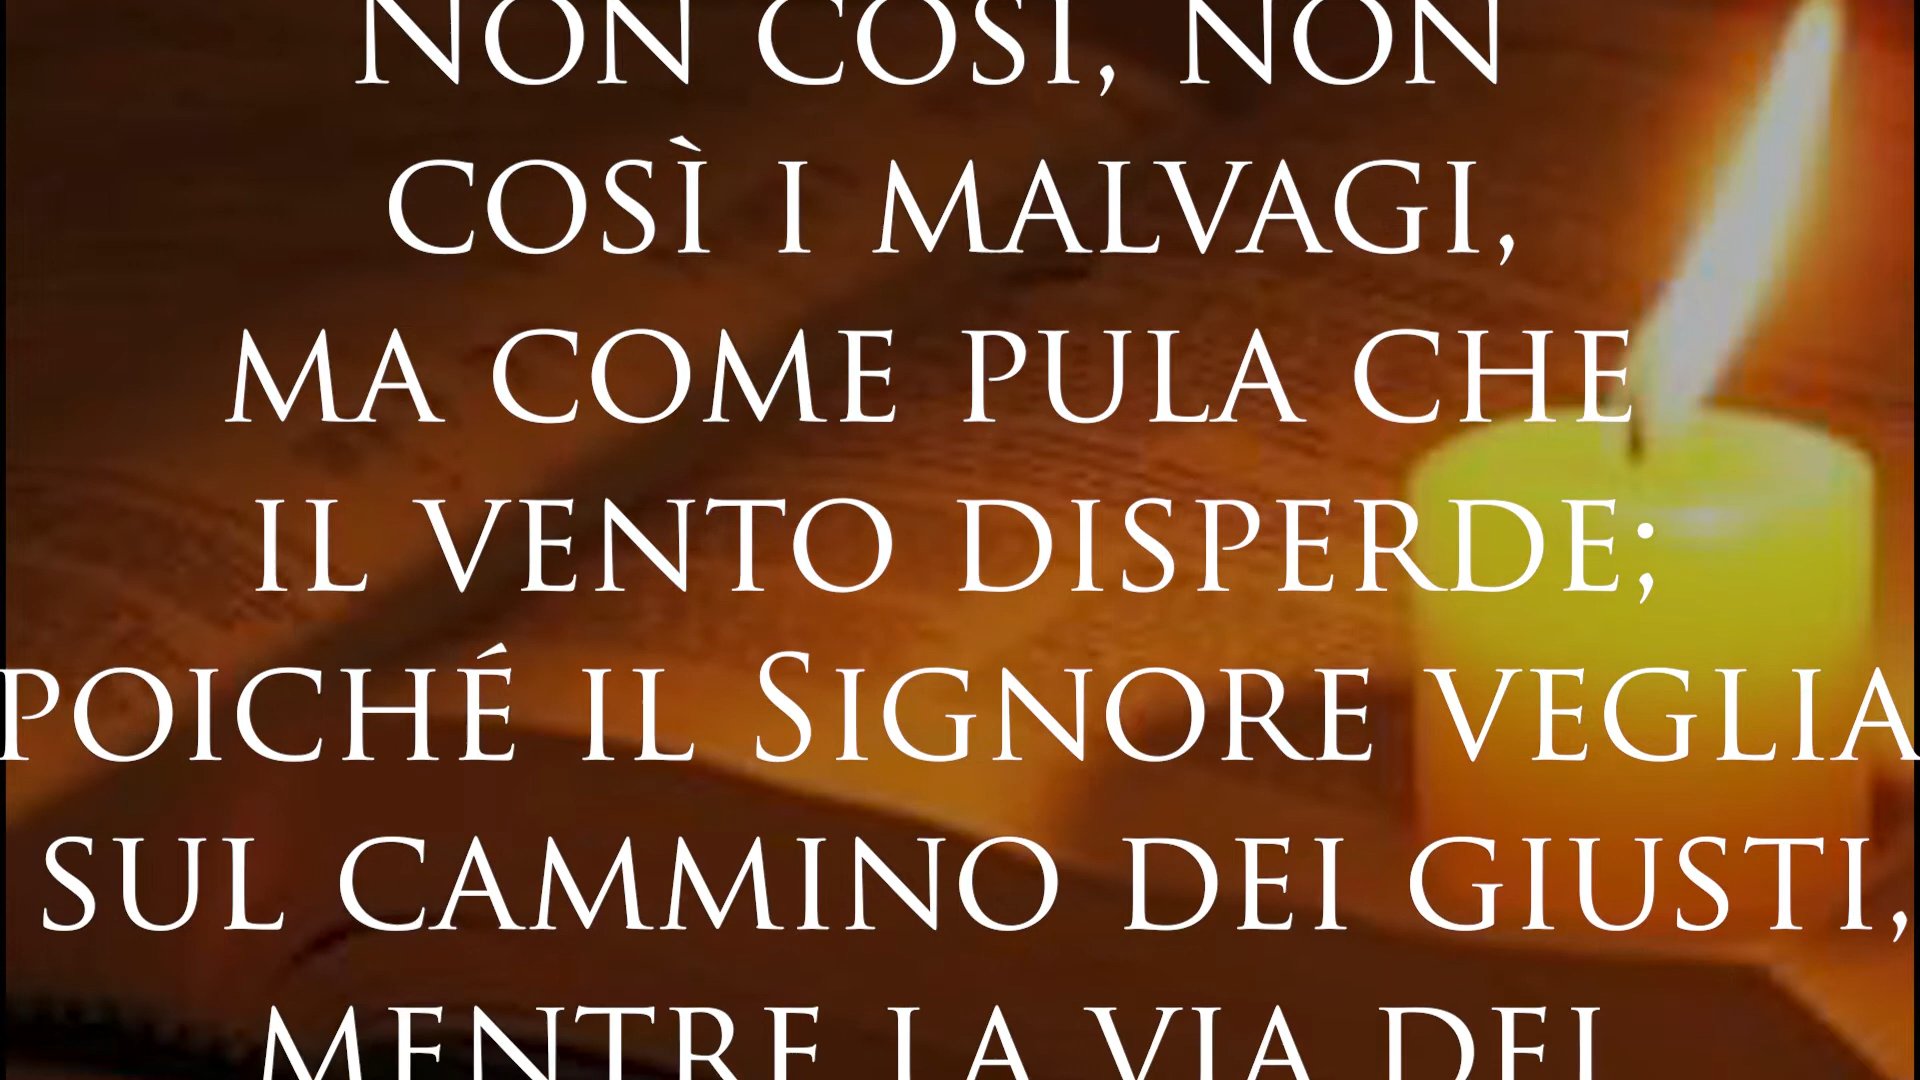 Non così, non
così i malvagi,
ma come pula che
il vento disperde;
poiché il Signore veglia
sul cammino dei giusti,
mentre la via dei